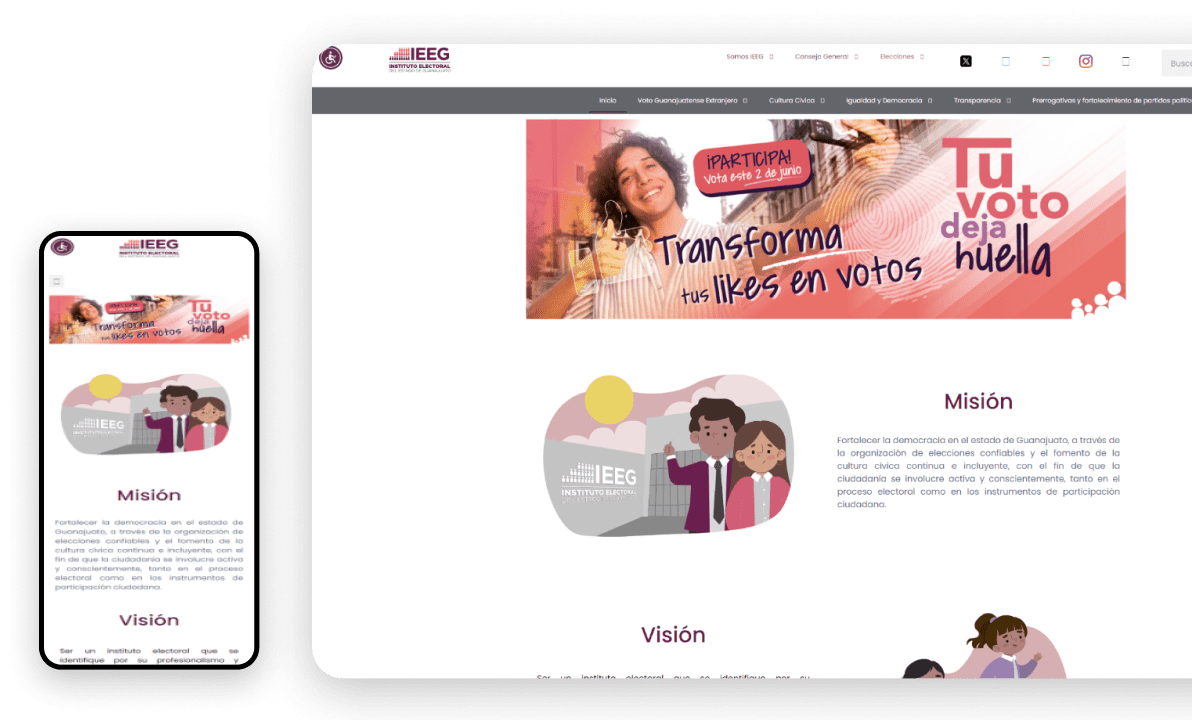 IEEG
INSTITUTO ELECTORAL
DEL ESTADO DE GUANAJUATO
Somos IEEG
Consejo General
Elecciones
Busca
Inicio
Voto Guanajuatense Extranjero
Cultura Cívica
Igualdad y Democracia
Transparencia
Prerrogativas y fortalecimiento de partidos polític
¡PARTICIPA!
Vota este 2 de junio
Transforma
tus likes en votos
Tu
voto
deja
huella
IEEG
INSTITUTO ELECTORAL
DEL ESTADO DE GUANAJUATO
Misión
Fortalecer la democracia en el estado de Guanajuato, a través de
la organización de elecciones confiables y el fomento de la
cultura cívica continua e incluyente, con el fin de que la
ciudadanía se involucre activa y conscientemente, tanto en el
proceso electoral como en los instrumentos de participación
ciudadana.
Visión
Ser un instituto electoral que se identifique por su
IEEG
INSTITUTO ELECTORAL
Transforma
tus likes en votos
Tu
voto
deja
huella
IEEG
Misión
Fortalecer la democracia en el estado de
Guanajuato, a través de la organización de
elecciones confiables y el fomento de la
cultura cívica continua e incluyente, con el
fin de que la ciudadanía se involucre activa
y conscientemente, tanto en el proceso
electoral como en los instrumentos de
participación ciudadana.
Visión
Ser un instituto electoral que se
identifique por su profesionalismo y